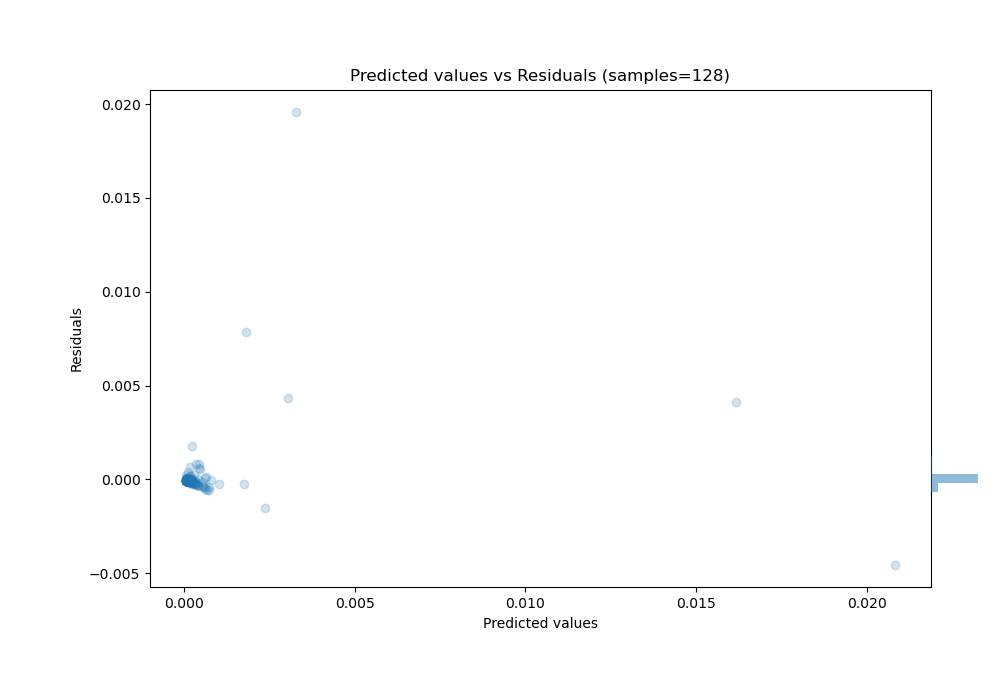 Predicted values vs Residuals (samples=128)
0.020
0.015
0.010
0.005
0.000
−0.005
Residuals
0.000 0.005 0.010 0.015 0.020
Predicted values